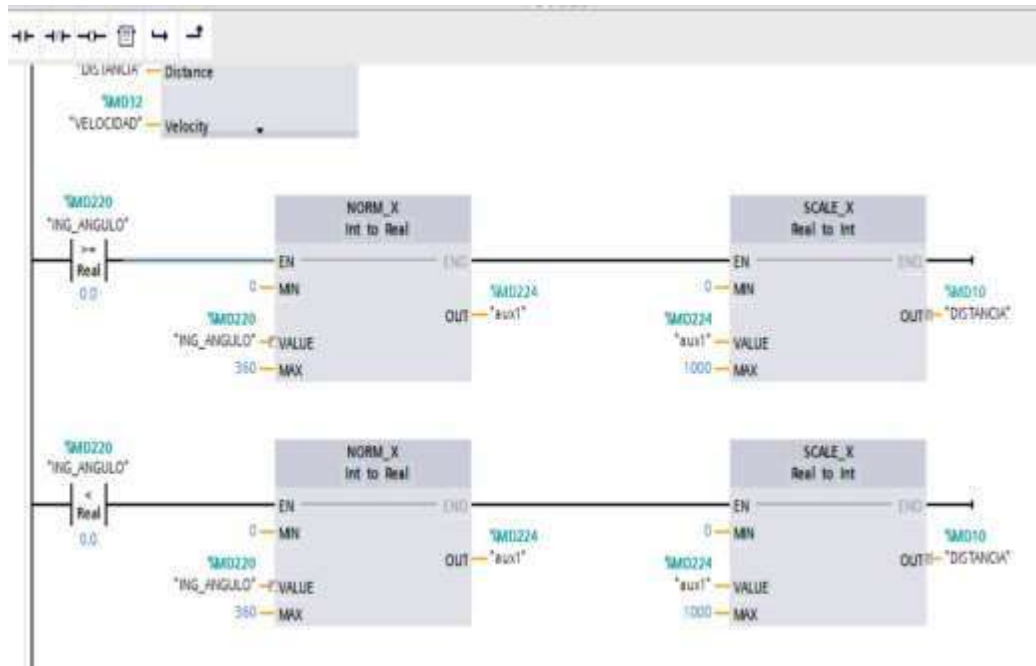 "DISTANCIA" Distance
%MD32
"VELOCIDAD" Velocity
%MD220
"ING_ANGULO"
>=
Real
0.0
NORM_X
Int to Real
EN ENO
0 MIN
%MD224
OUT "aux1"
%MD220
"ING_ANGULO" VALUE
360 MAX
SCALE_X
Real to Int
EN ENO
0 MIN
%MD10
OUT "DISTANCIA"
%MD224
"aux1" VALUE
1000 MAX
%MD220
"ING_ANGULO"
<
Real
0.0
NORM_X
Int to Real
EN ENO
0 MIN
%MD224
OUT "aux1"
%MD220
"ING_ANGULO" VALUE
360 MAX
SCALE_X
Real to Int
EN ENO
0 MIN
%MD10
OUT "DISTANCIA"
%MD224
"aux1" VALUE
1000 MAX